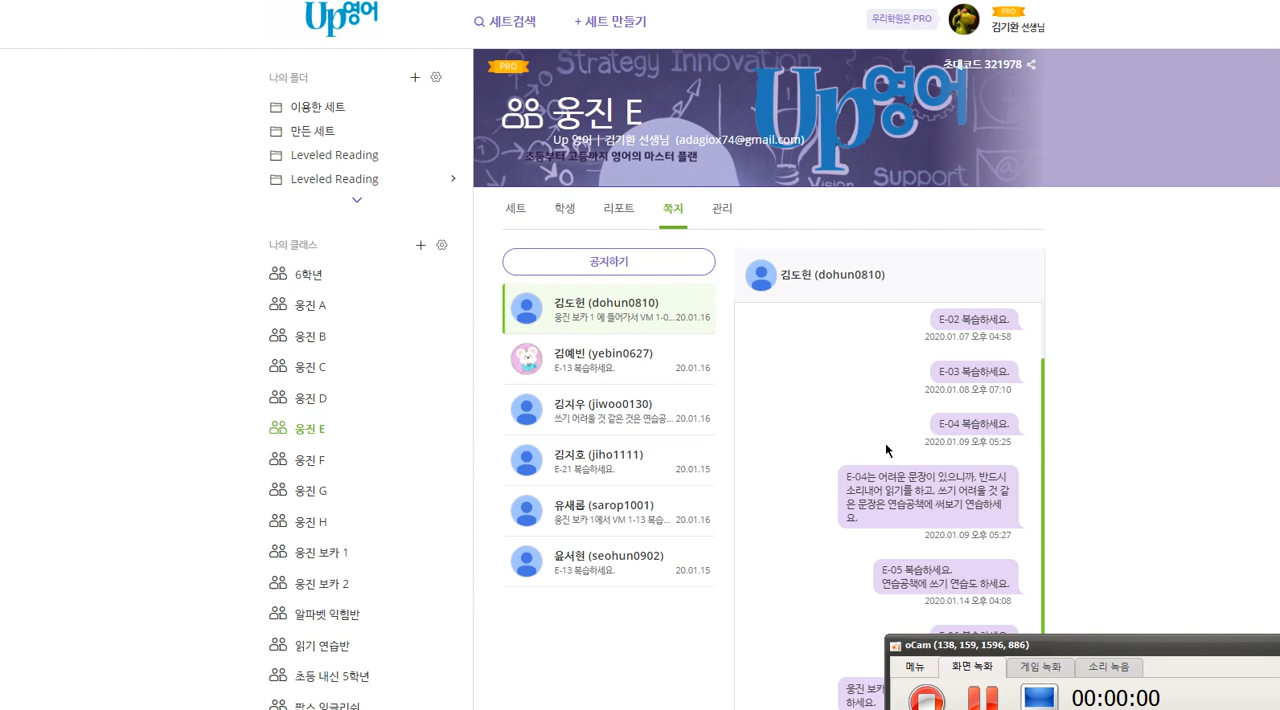 Up영어
세트검색
+ 세트 만들기
우리학원은 PRO
PRO
김기환 선생님
나의 폴더
이용한 세트
만든 세트
Leveled Reading
Leveled Reading
나의 클래스
6학년
웅진 A
웅진 B
웅진 C
웅진 D
웅진 E
웅진 F
웅진 G
웅진 H
웅진 보카 1
웅진 보카 2
알파벳 익힘반
읽기 연습반
초등 내신 5학년
팝스 잉글리쉬
PRO
Strategy Innovation
초대코드 321978
웅진 E
Up영어
Up 영어 | 김기환 선생님 (adagiox74@gmail.com)
초등부터 고등까지 영어의 마스터 플랜
Vision
Support
세트
학생
리포트
쪽지
관리
공지하기
김도헌 (dohun0810)
웅진 보카 1 에 들어가서 VM 1-0... 20.01.16
김예빈 (yebin0627)
E-13 복습하세요. 20.01.16
김지우 (jiwoo0130)
쓰기 어려울 것 같은 것은 연습공... 20.01.16
김지호 (jiho1111)
E-21 복습하세요. 20.01.15
유새롭 (sarop1001)
웅진 보카 1에서 VM 1-13 복습... 20.01.16
윤서현 (seohun0902)
E-13 복습하세요. 20.01.15
김도헌 (dohun0810)
E-02 복습하세요.
2020.01.07 오후 04:58
E-03 복습하세요.
2020.01.08 오후 07:10
E-04 복습하세요.
2020.01.09 오후 05:25
E-04는 어려운 문장이 있으니까, 반드시
소리내어 읽기를 하고, 쓰기 어려울 것 같
은 문장은 연습공책에 써보기 연습하세
요.
2020.01.09 오후 05:27
E-05 복습하세요.
연습공책에 쓰기 연습도 하세요.
2020.01.14 오후 04:08
웅진 보카
하세요.
oCam (138, 159, 1596, 886)
메뉴
화면 녹화
게임 녹화
소리 녹음
00:00:00